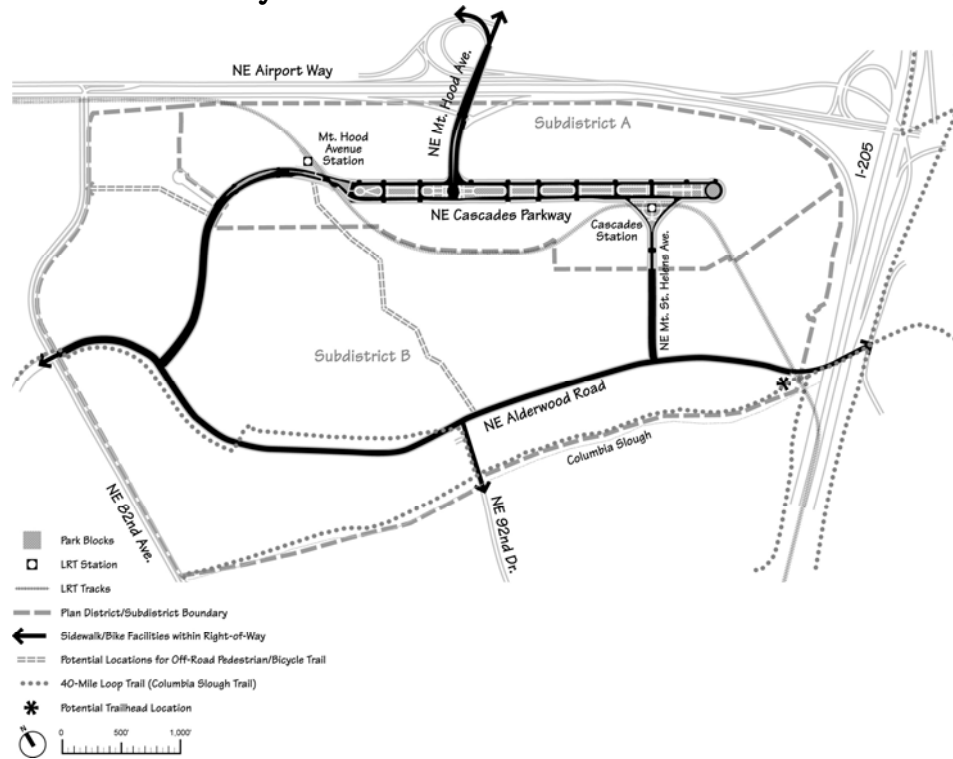 NE Airport Way
NE Mt. Hood Ave.
Subdistrict A
I-205
Mt. Hood
Avenue
Station
NE Cascades Parkway
Cascades
Station
NE Mt. St. Helens Ave.
Subdistrict B
NE Alderwood Road
Columbia Slough
NE 82nd Ave.
NE 92nd Dr.
Park Blocks
LRT Station
LRT Tracks
Plan District/Subdistrict Boundary
Sidewalk/Bike Facilities within Right-of-Way
Potential Locations for Off-Road Pedestrian/Bicycle Trail
40-Mile Loop Trail (Columbia Slough Trail)
Potential Trailhead Location
N
0 500' 1,000'